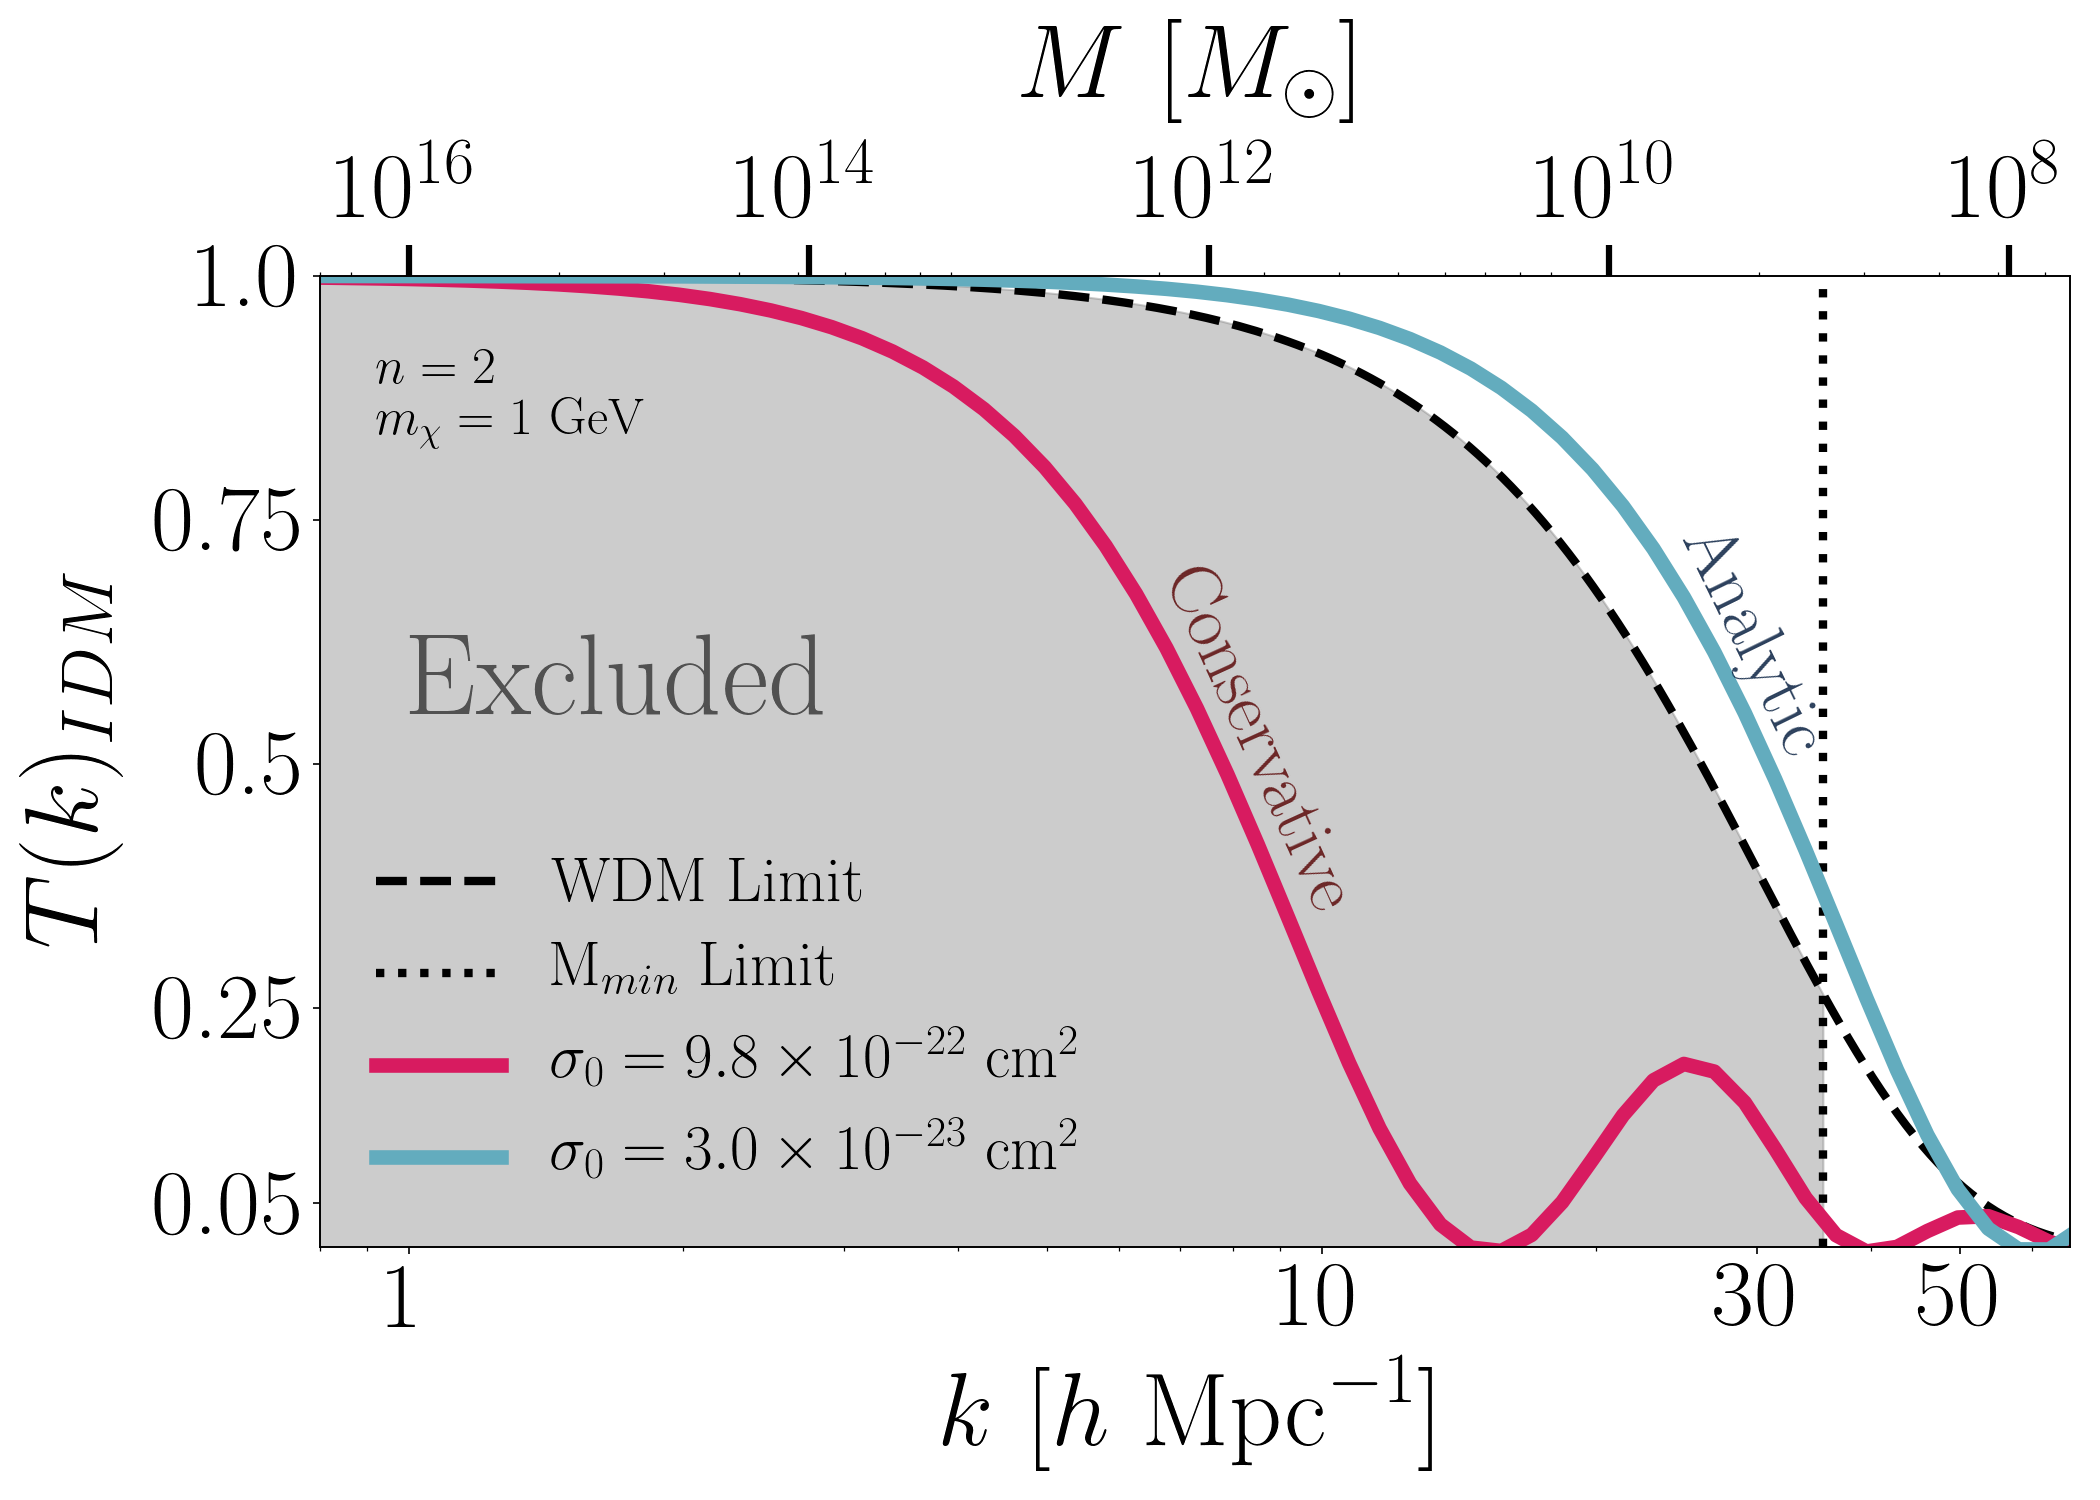 M [M⊙]
10^16 10^14 10^12 10^10 10^8
1.0
n = 2
m_χ = 1 GeV
0.75
Analytic
Conservative
Excluded
T(k)_IDM
0.5
WDM Limit
M_min Limit
0.25
σ_0 = 9.8 × 10^−22 cm^2
σ_0 = 3.0 × 10^−23 cm^2
0.05
1 10 30 50
k [h Mpc^−1]